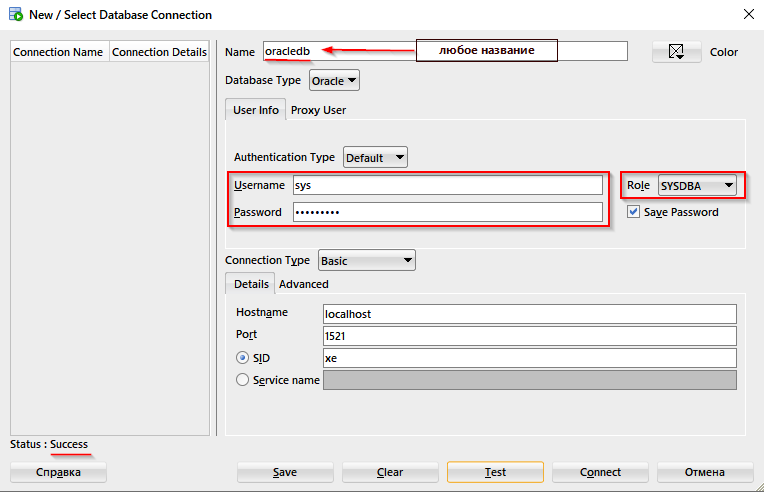 New / Select Database Connection
Connection Name Connection Details
Name oracledb любое название Color
Database Type Oracle
User Info Proxy User
Authentication Type Default
Username sys Role SYSDBA
Password ••••••••• Save Password
Connection Type Basic
Details Advanced
Hostname localhost
Port 1521
SID xe
Service name
Status : Success
Справка Save Clear Test Connect Отмена